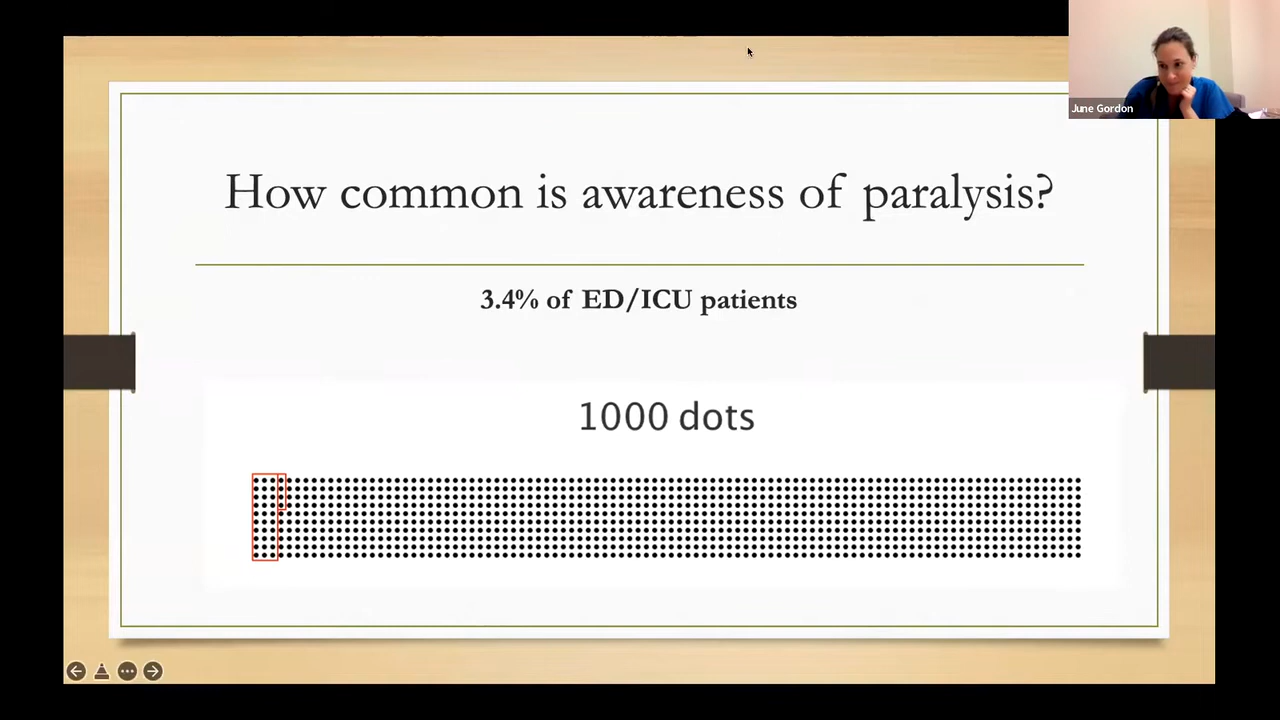 June Gordon
How common is awareness of paralysis?
3.4% of ED/ICU patients
1000 dots